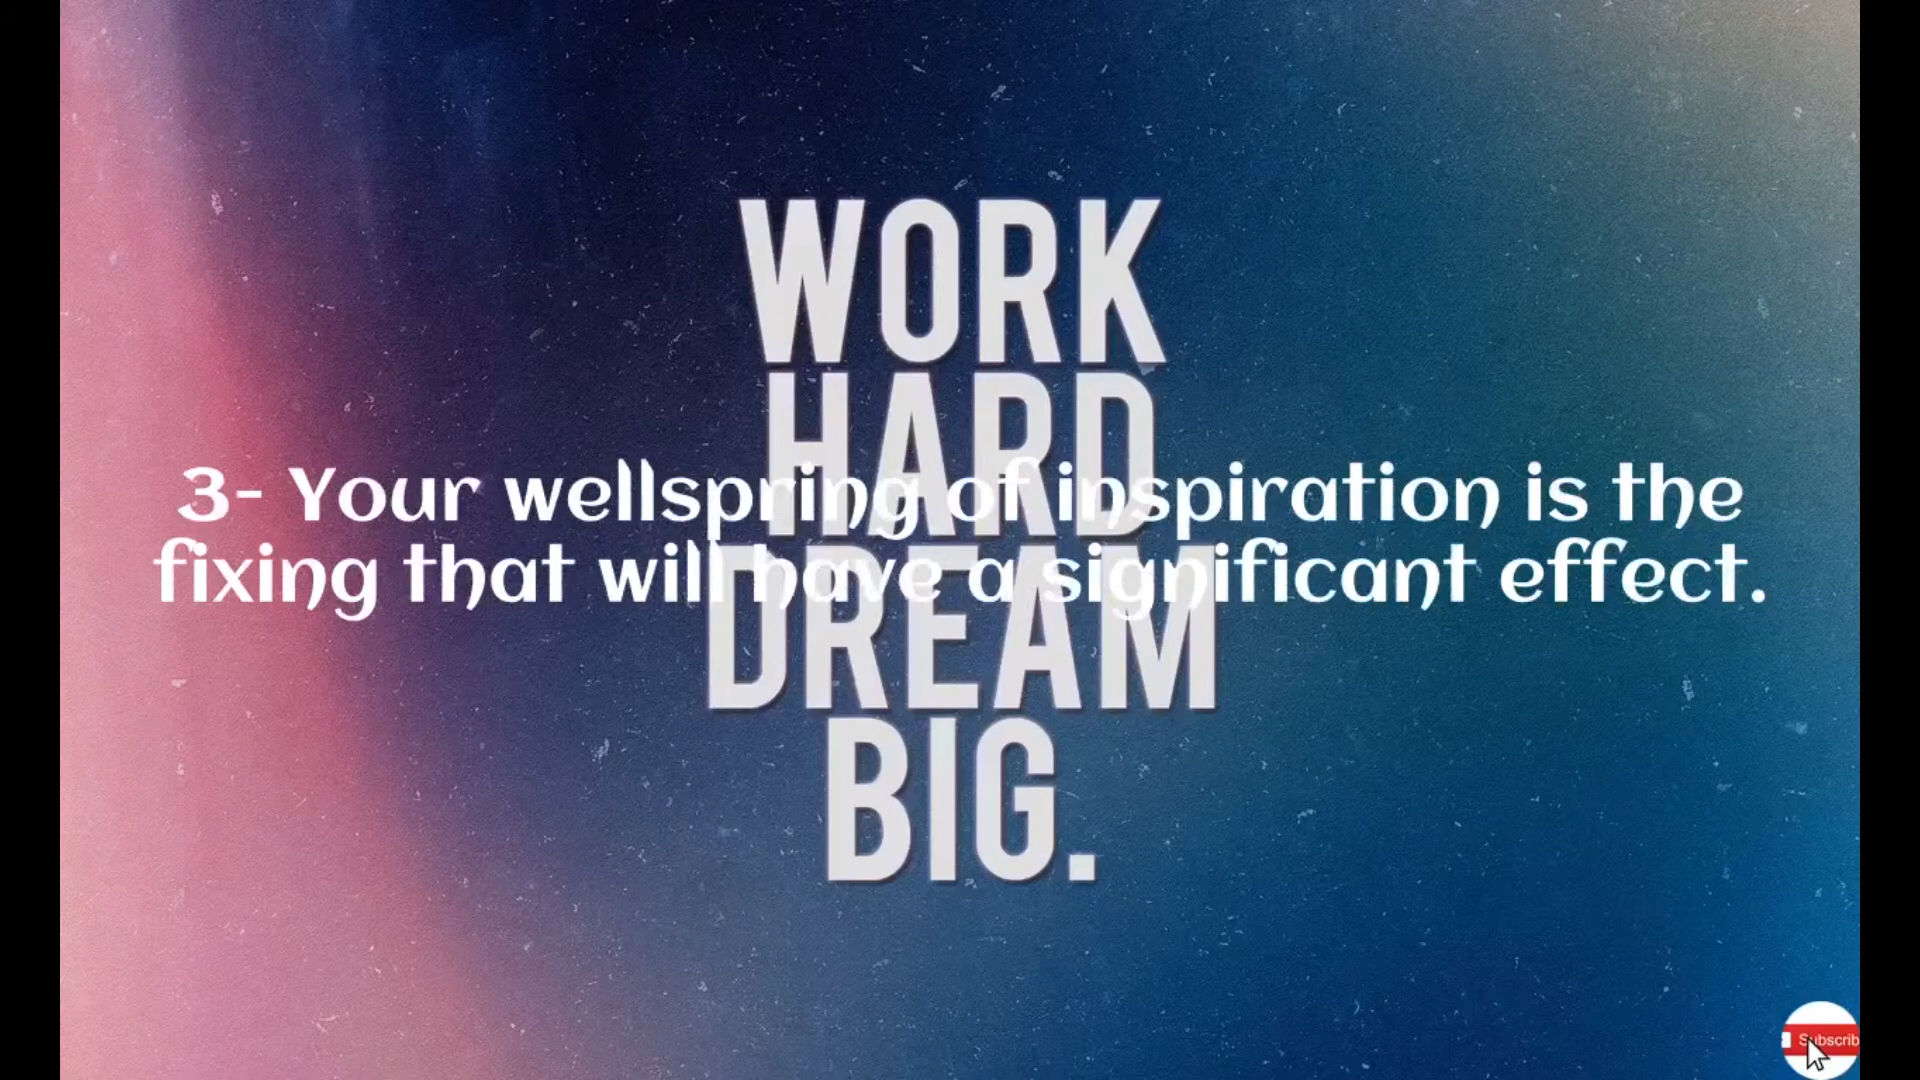 WORK
HARD
3- Your wellspring of inspiration is the
fixing that will have a significant effect.
DREAM
BIG.
Subscrib